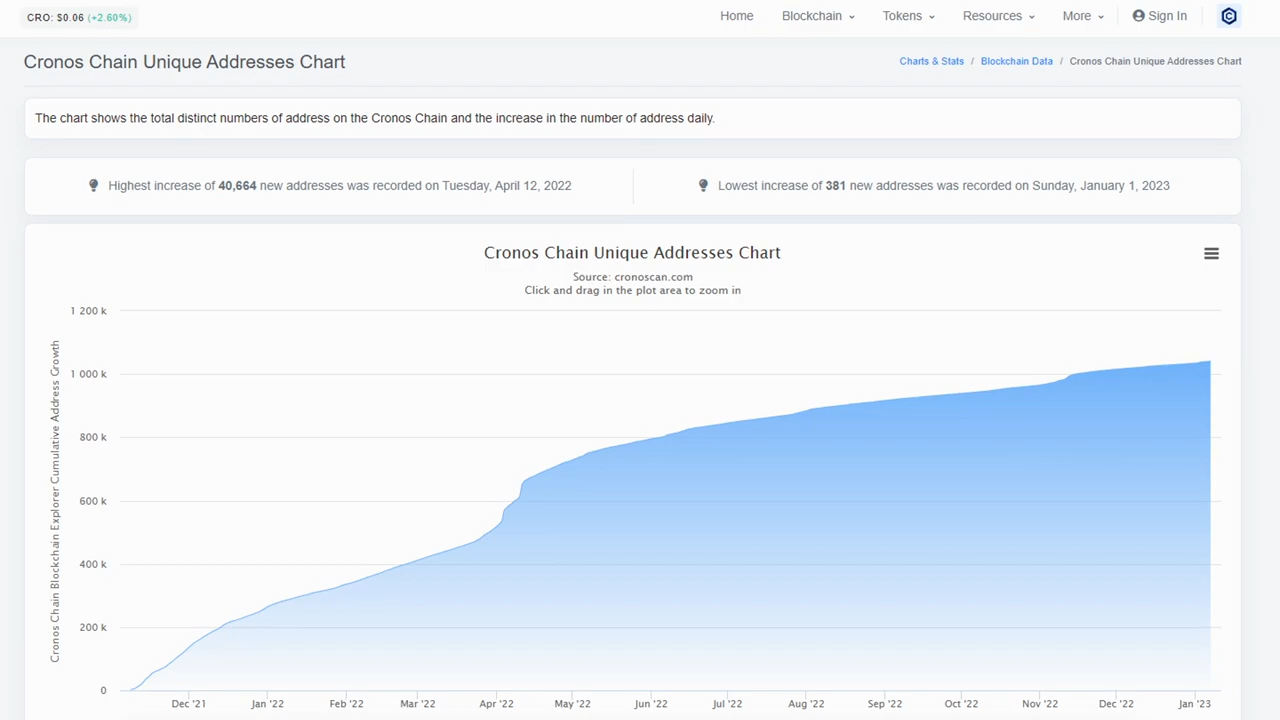 CRO: $0.06 (+2.60%)
Home Blockchain Tokens Resources More Sign In
Cronos Chain Unique Addresses Chart
Charts & Stats / Blockchain Data / Cronos Chain Unique Addresses Chart
The chart shows the total distinct numbers of address on the Cronos Chain and the increase in the number of address daily.
Highest increase of 40,664 new addresses was recorded on Tuesday, April 12, 2022
Lowest increase of 381 new addresses was recorded on Sunday, January 1, 2023
Cronos Chain Unique Addresses Chart
Source: cronoscan.com
Click and drag in the plot area to zoom in
Cronos Chain Blockchain Explorer Cumulative Address Growth
1 200 k
1 000 k
800 k
600 k
400 k
200 k
0
Dec '21 Jan '22 Feb '22 Mar '22 Apr '22 May '22 Jun '22 Jul '22 Aug '22 Sep '22 Oct '22 Nov '22 Dec '22 Jan '23